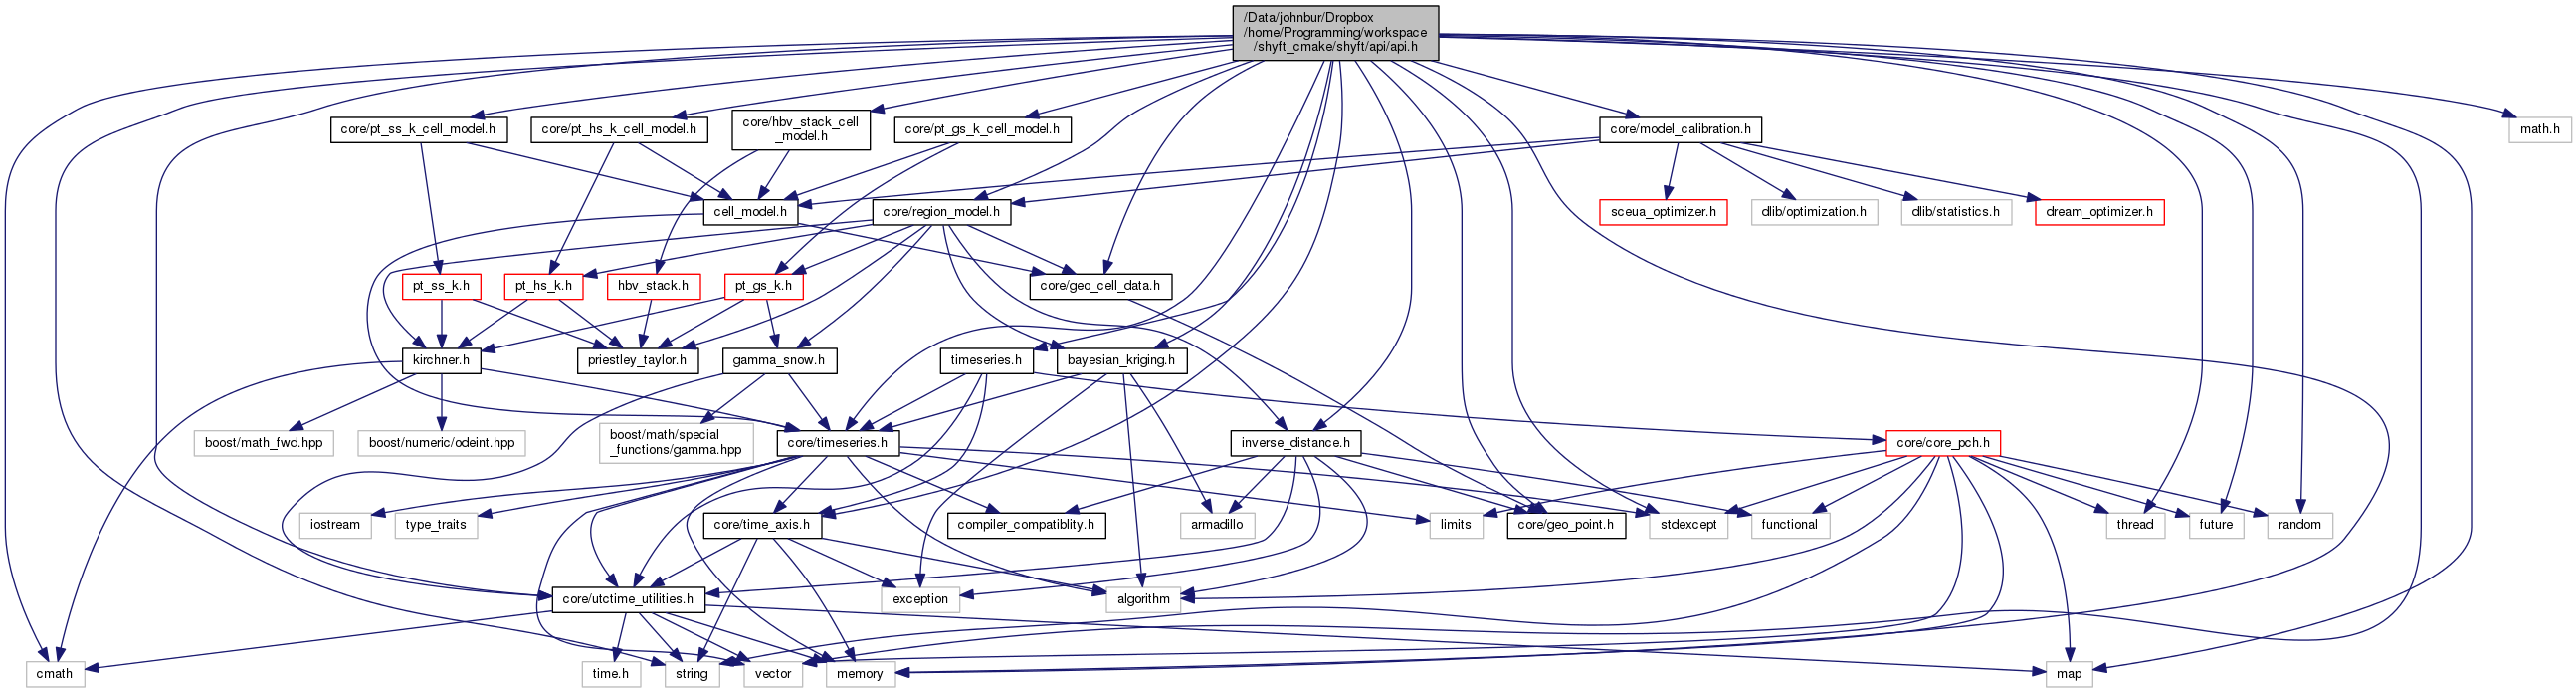 /Data/johnbur/Dropbox
/home/Programming/workspace
/shyft_cmake/shyft/api/api.h
core/pt_ss_k_cell_model.h
core/pt_hs_k_cell_model.h
core/hbv_stack_cell
_model.h
core/pt_gs_k_cell_model.h
core/model_calibration.h
math.h
cell_model.h
core/region_model.h
sceua_optimizer.h
dlib/optimization.h
dlib/statistics.h
dream_optimizer.h
pt_ss_k.h
pt_hs_k.h
hbv_stack.h
pt_gs_k.h
core/geo_cell_data.h
kirchner.h
priestley_taylor.h
gamma_snow.h
timeseries.h
bayesian_kriging.h
boost/math_fwd.hpp
boost/numeric/odeint.hpp
boost/math/special
_functions/gamma.hpp
core/timeseries.h
inverse_distance.h
core/core_pch.h
iostream
type_traits
core/time_axis.h
compiler_compatiblity.h
armadillo
limits
core/geo_point.h
stdexcept
functional
thread
future
random
core/utctime_utilities.h
exception
algorithm
cmath
time.h
string
vector
memory
map